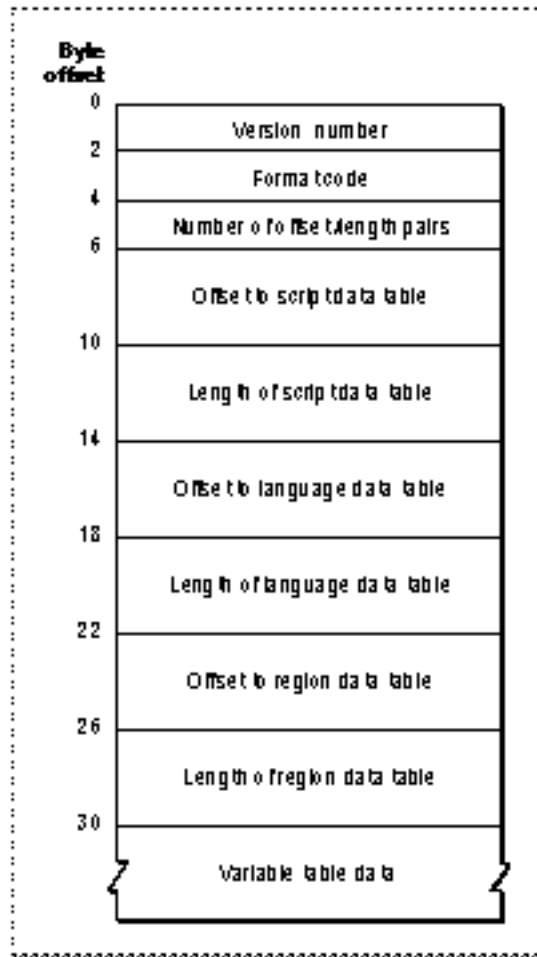 Byte
offset
0
Version number
2
Format code
4
Number of offset/length pairs
6
Offset to script data table
10
Length of script data table
14
Offset to language data table
18
Length of language data table
22
Offset to region data table
26
Length of region data table
30
Variable table data